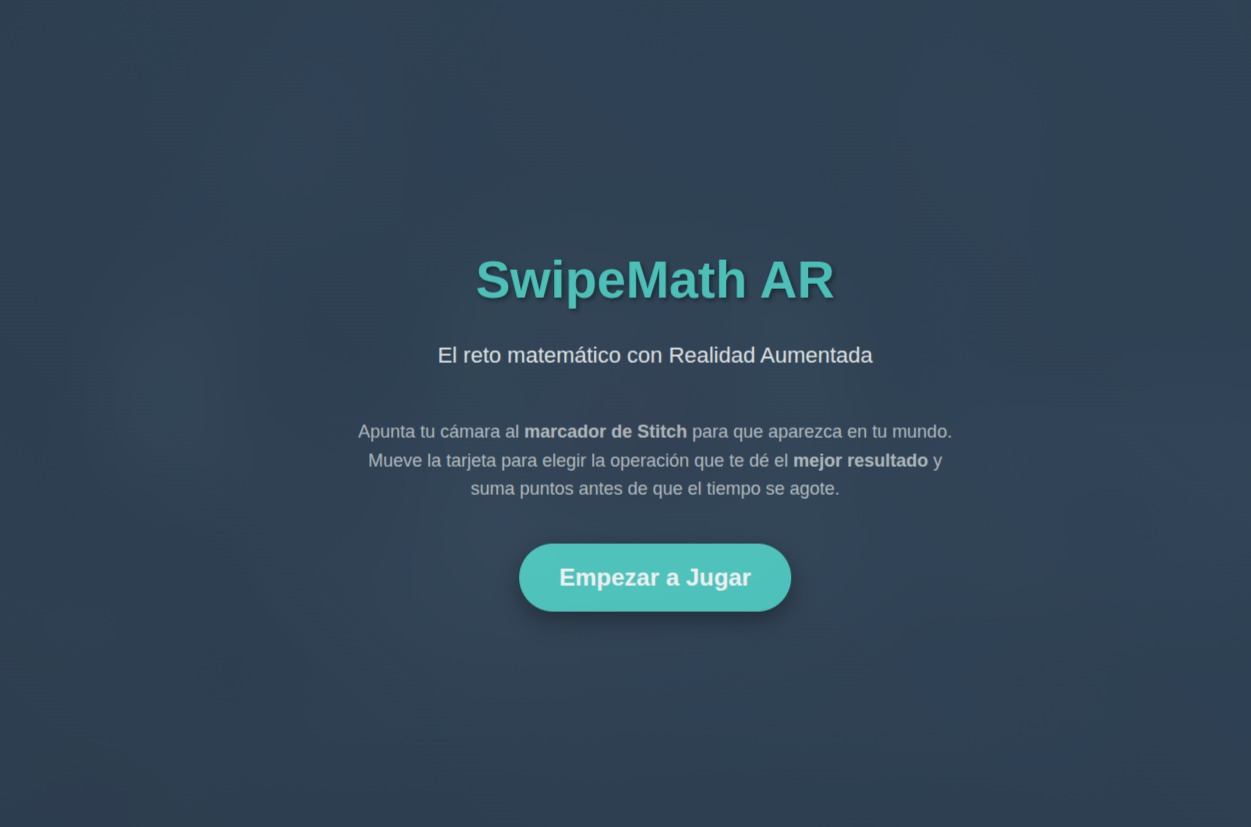 SwipeMath AR
El reto matemático con Realidad Aumentada
Apunta tu cámara al marcador de Stitch para que aparezca en tu mundo.
Mueve la tarjeta para elegir la operación que te dé el mejor resultado y
suma puntos antes de que el tiempo se agote.
Empezar a Jugar